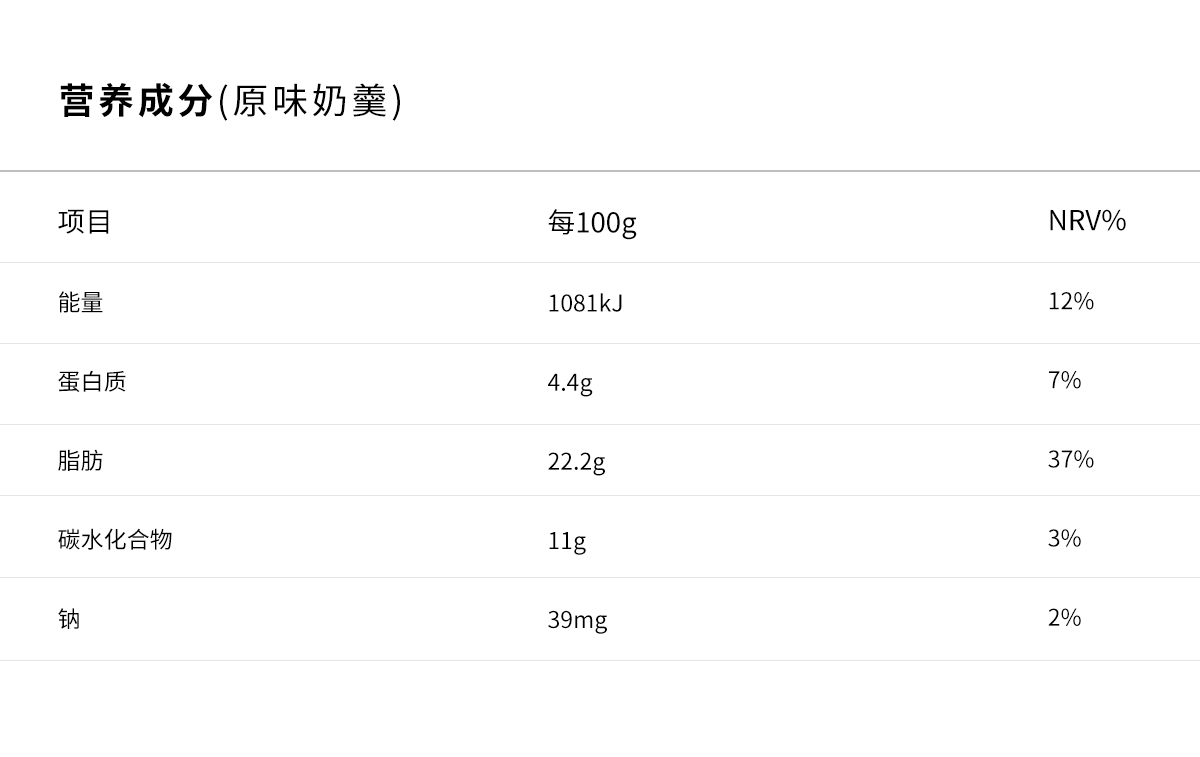 营养成分(原味奶羹)
项目 每100g NRV%
能量 1081kJ 12%
蛋白质 4.4g 7%
脂肪 22.2g 37%
碳水化合物 11g 3%
钠 39mg 2%